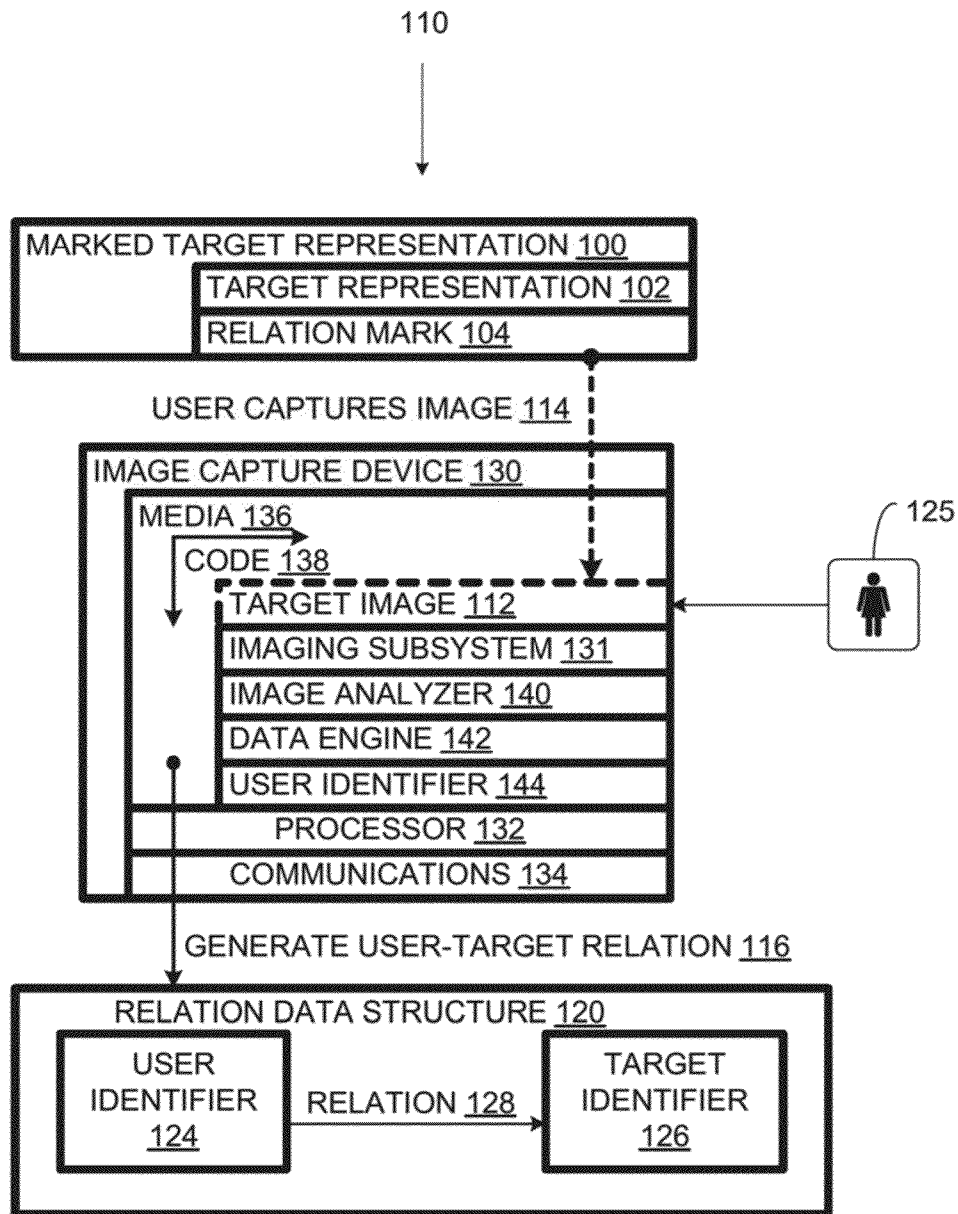 110
MARKED TARGET REPRESENTATION 100
TARGET REPRESENTATION 102
RELATION MARK 104
USER CAPTURES IMAGE 114
IMAGE CAPTURE DEVICE 130
MEDIA 136
CODE 138
125
TARGET IMAGE 112
IMAGING SUBSYSTEM 131
IMAGE ANALYZER 140
DATA ENGINE 142
USER IDENTIFIER 144
PROCESSOR 132
COMMUNICATIONS 134
GENERATE USER-TARGET RELATION 116
RELATION DATA STRUCTURE 120
USER
IDENTIFIER
124
RELATION 128
TARGET
IDENTIFIER
126